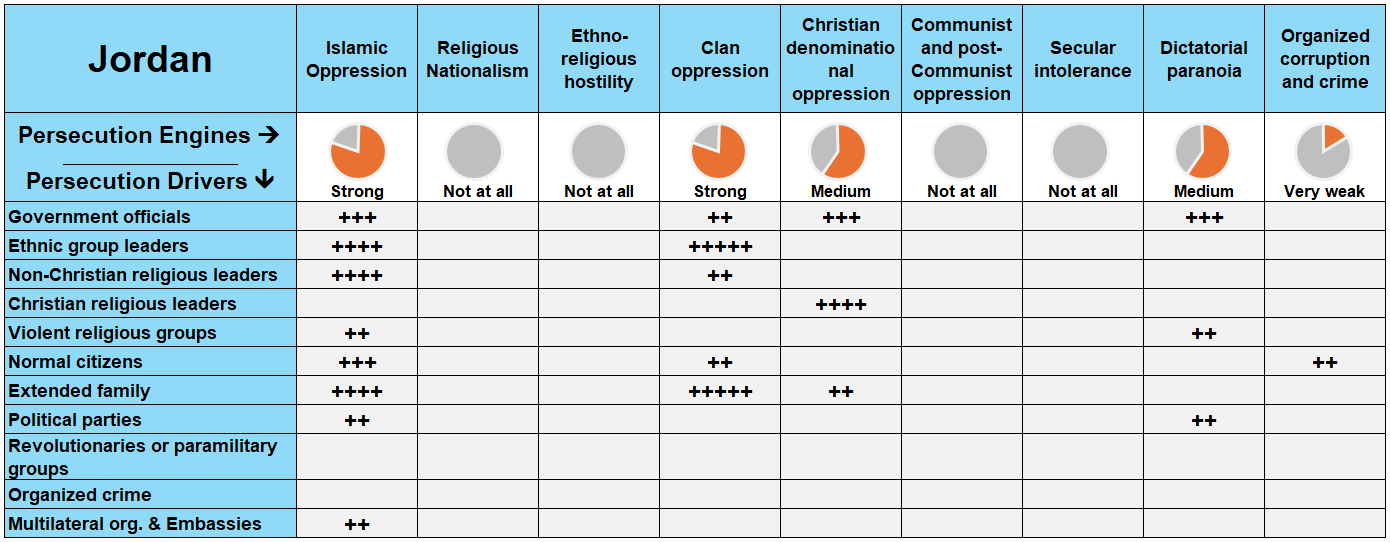 Jordan
Islamic
Oppression
Religious
Nationalism
Ethno-
religious
hostility
Clan
oppression
Christian
denominatio
nal
oppression
Communist
and post-
Communist
oppression
Secular
intolerance
Dictatorial
paranoia
Organized
corruption
and crime
Persecution Engines →
Persecution Drivers ↓
Strong
Not at all
Not at all
Strong
Medium
Not at all
Not at all
Medium
Very weak
Government officials +++ ++ +++ +++
Ethnic group leaders ++++ +++++
Non-Christian religious leaders ++++ ++
Christian religious leaders ++++
Violent religious groups ++ ++
Normal citizens +++ ++ ++
Extended family ++++ +++++ ++
Political parties ++ ++
Revolutionaries or paramilitary
groups
Organized crime
Multilateral org. & Embassies ++